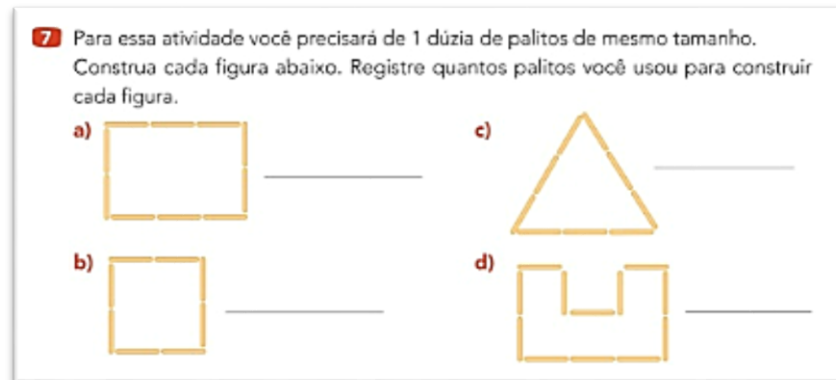 7 Para essa atividade você precisará de 1 dúzia de palitos de mesmo tamanho.
Construa cada figura abaixo. Registre quantos palitos você usou para construir
cada figura.
a)
c)
b)
d)